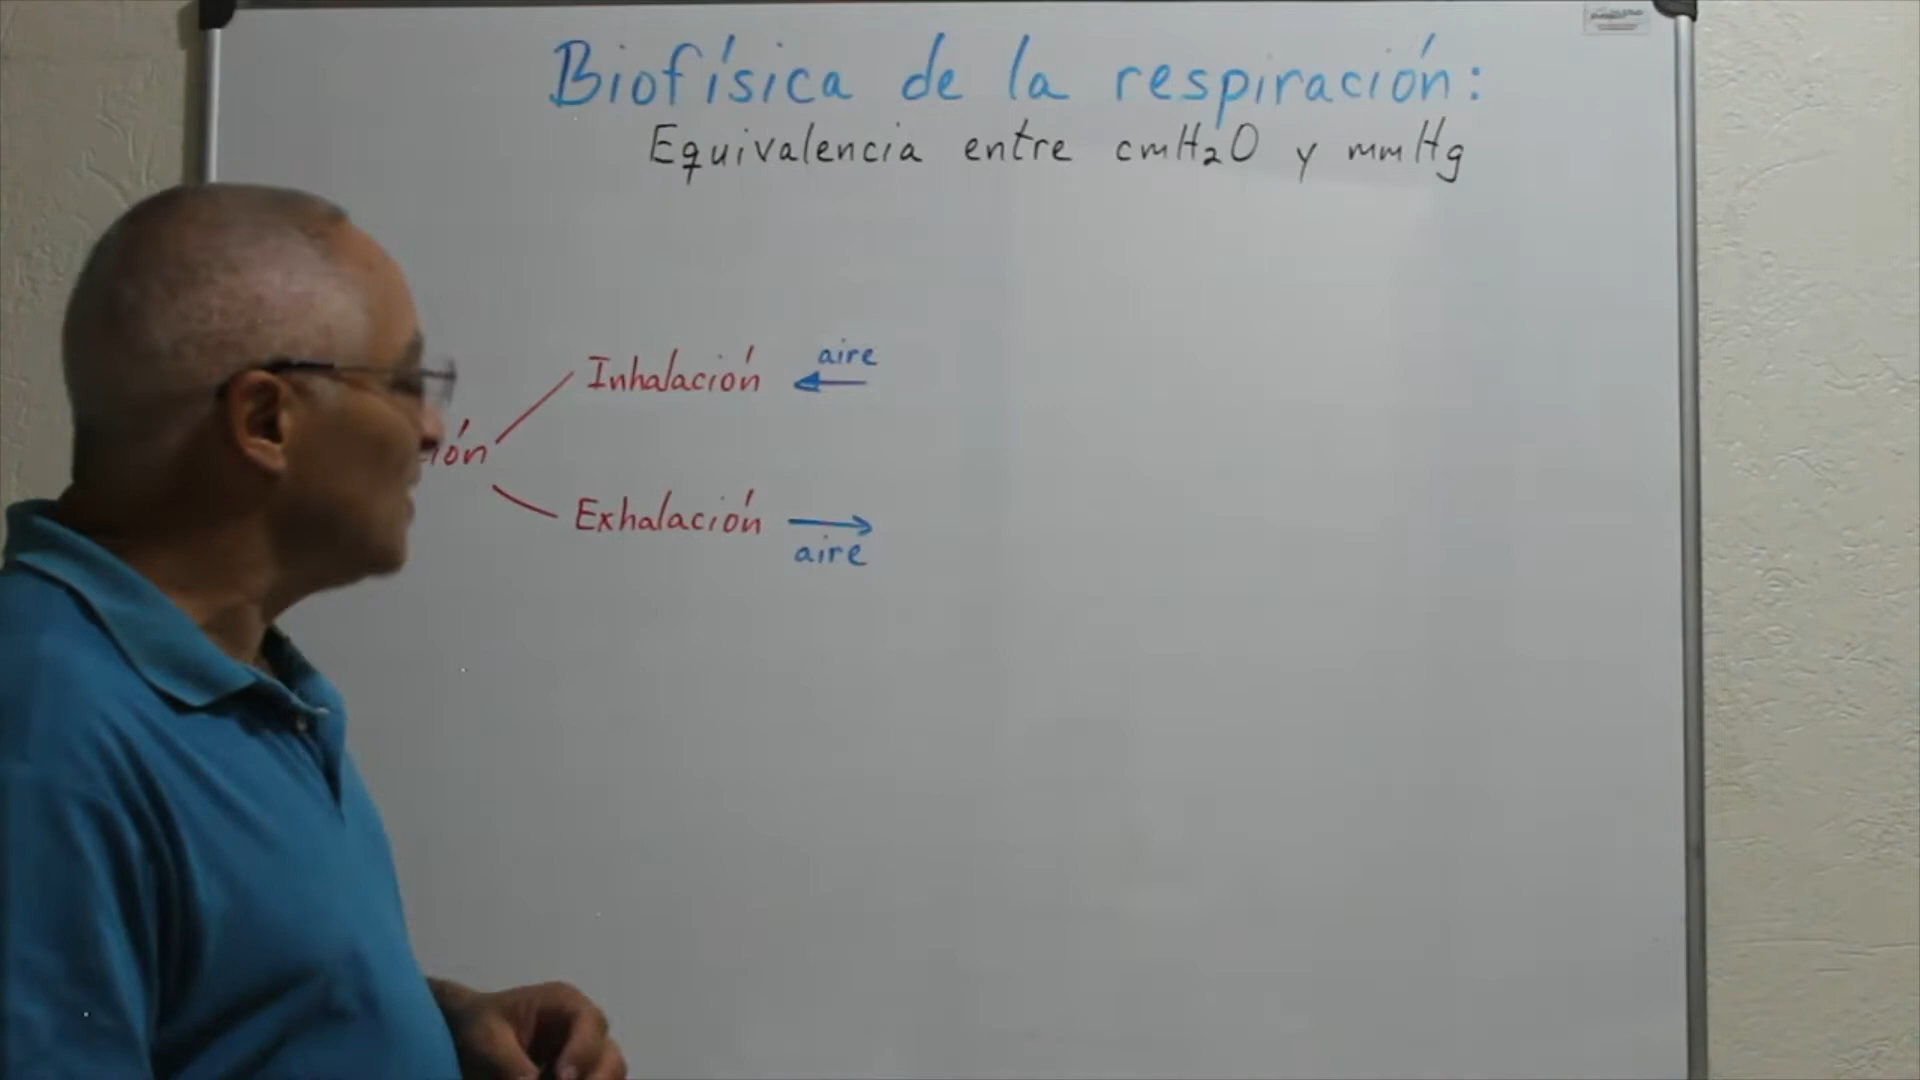 Biofísica de la respiración:
Equivalencia entre cmH₂O y mmHg
aire
Inhalación
ión
Exhalación
aire